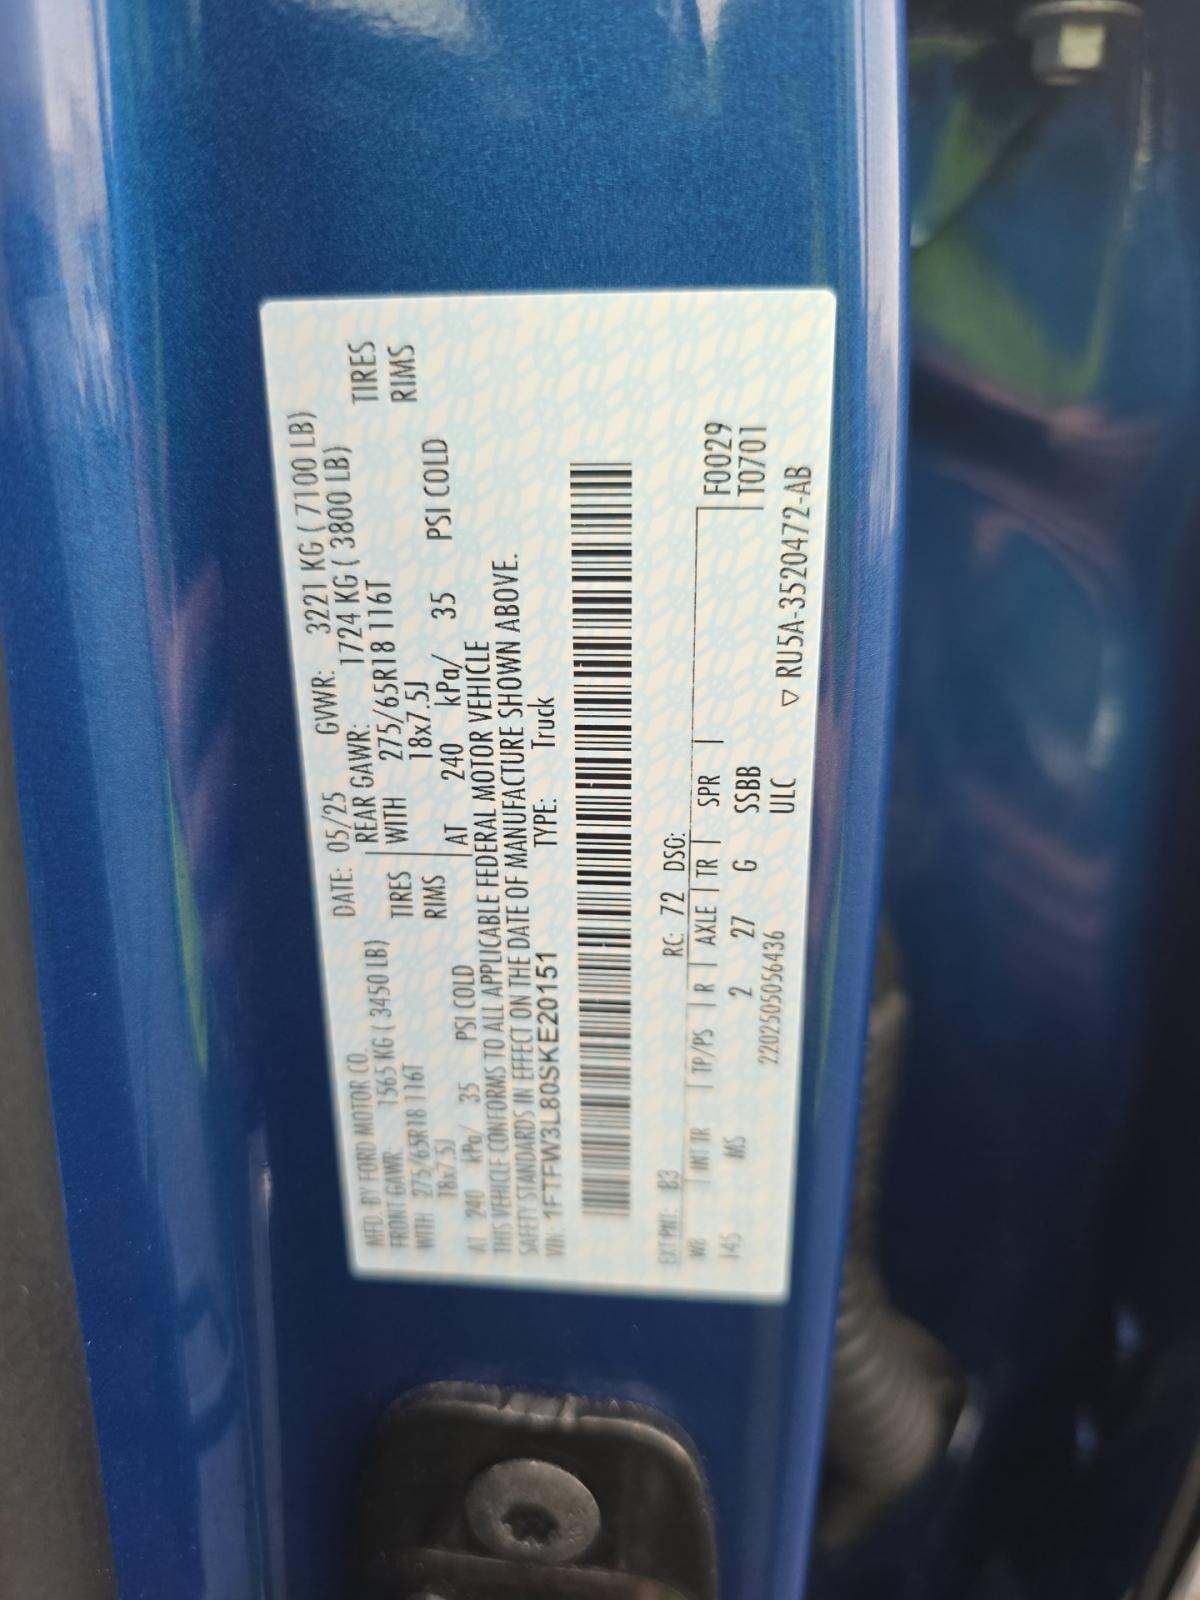 MFD. BY FORD MOTOR CO. DATE: 05/25 GVWR: 3221 KG ( 7100 LB)
FRONT GAWR: 1565 KG ( 3450 LB) REAR GAWR: 1724 KG ( 3800 LB)
WITH 275/65R18 116T TIRES WITH 275/65R18 116T TIRES
18x7.5J RIMS 18x7.5J RIMS
AT 240 kPa/ 35 PSI COLD AT 240 kPa/ 35 PSI COLD
THIS VEHICLE CONFORMS TO ALL APPLICABLE FEDERAL MOTOR VEHICLE
SAFETY STANDARDS IN EFFECT ON THE DATE OF MANUFACTURE SHOWN ABOVE.
VIN: 1FTFW3L80SKE20151 TYPE: Truck
EXT PNT: B3 RC: 72 DSO:
WB INT TR TP/PS R AXLE TR SPR F0029
145 MS 2 27 G SSBB T0701
2202505056436 ULC
▽ RU5A-3520472-AB